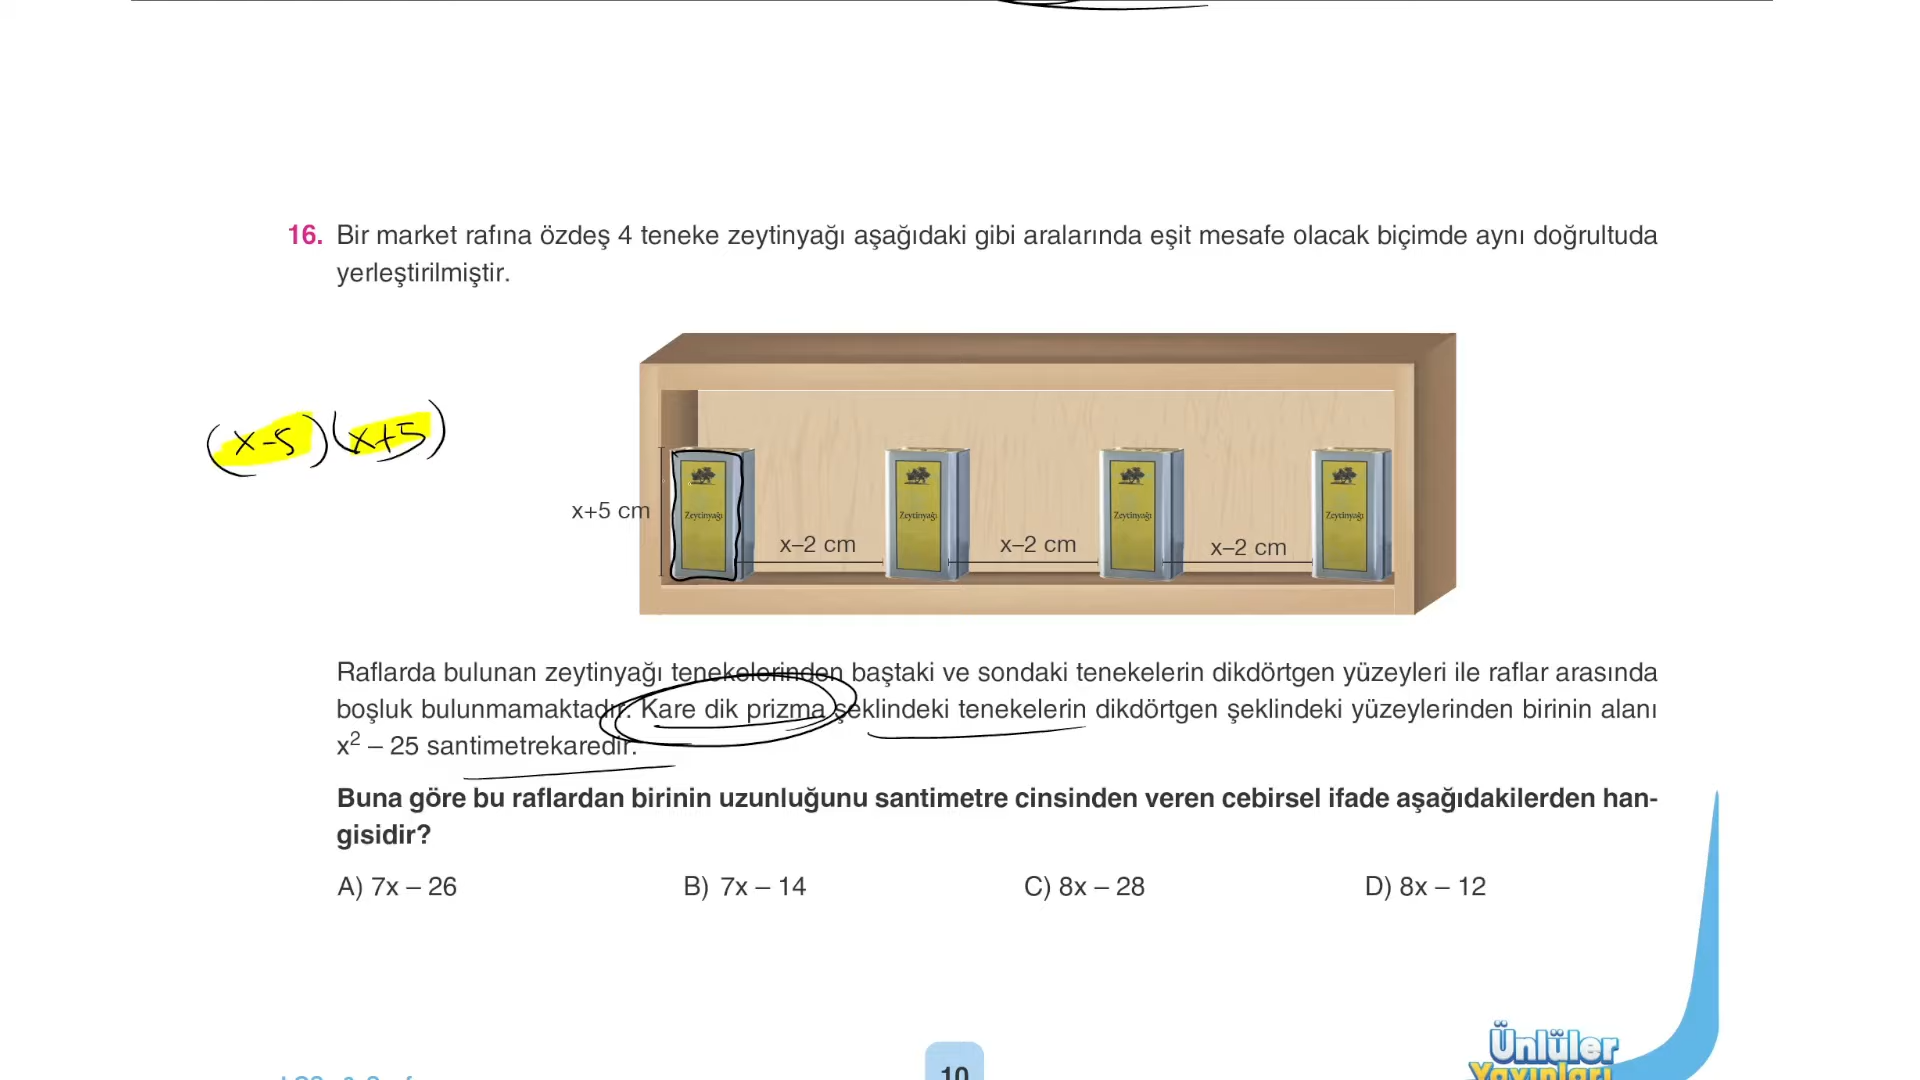 16. Bir market rafına özdeş 4 teneke zeytinyağı aşağıdaki gibi aralarında eşit mesafe olacak biçimde aynı doğrultuda
yerleştirilmiştir.
(x-5)(x+5)
Zeytinyağı
Zeytinyağı
Zeytinyağı
Zeytinyağı
x+5 cm
x–2 cm
x–2 cm
x–2 cm
Raflarda bulunan zeytinyağı tenekelerinden baştaki ve sondaki tenekelerin dikdörtgen yüzeyleri ile raflar arasında
boşluk bulunmamaktadır. Kare dik prizma şeklindeki tenekelerin dikdörtgen şeklindeki yüzeylerinden birinin alanı
x² – 25 santimetrekaredir.
Buna göre bu raflardan birinin uzunluğunu santimetre cinsinden veren cebirsel ifade aşağıdakilerden han-
gisidir?
A) 7x – 26
B) 7x – 14
C) 8x – 28
D) 8x – 12
Ünlüler
Yayınları
10